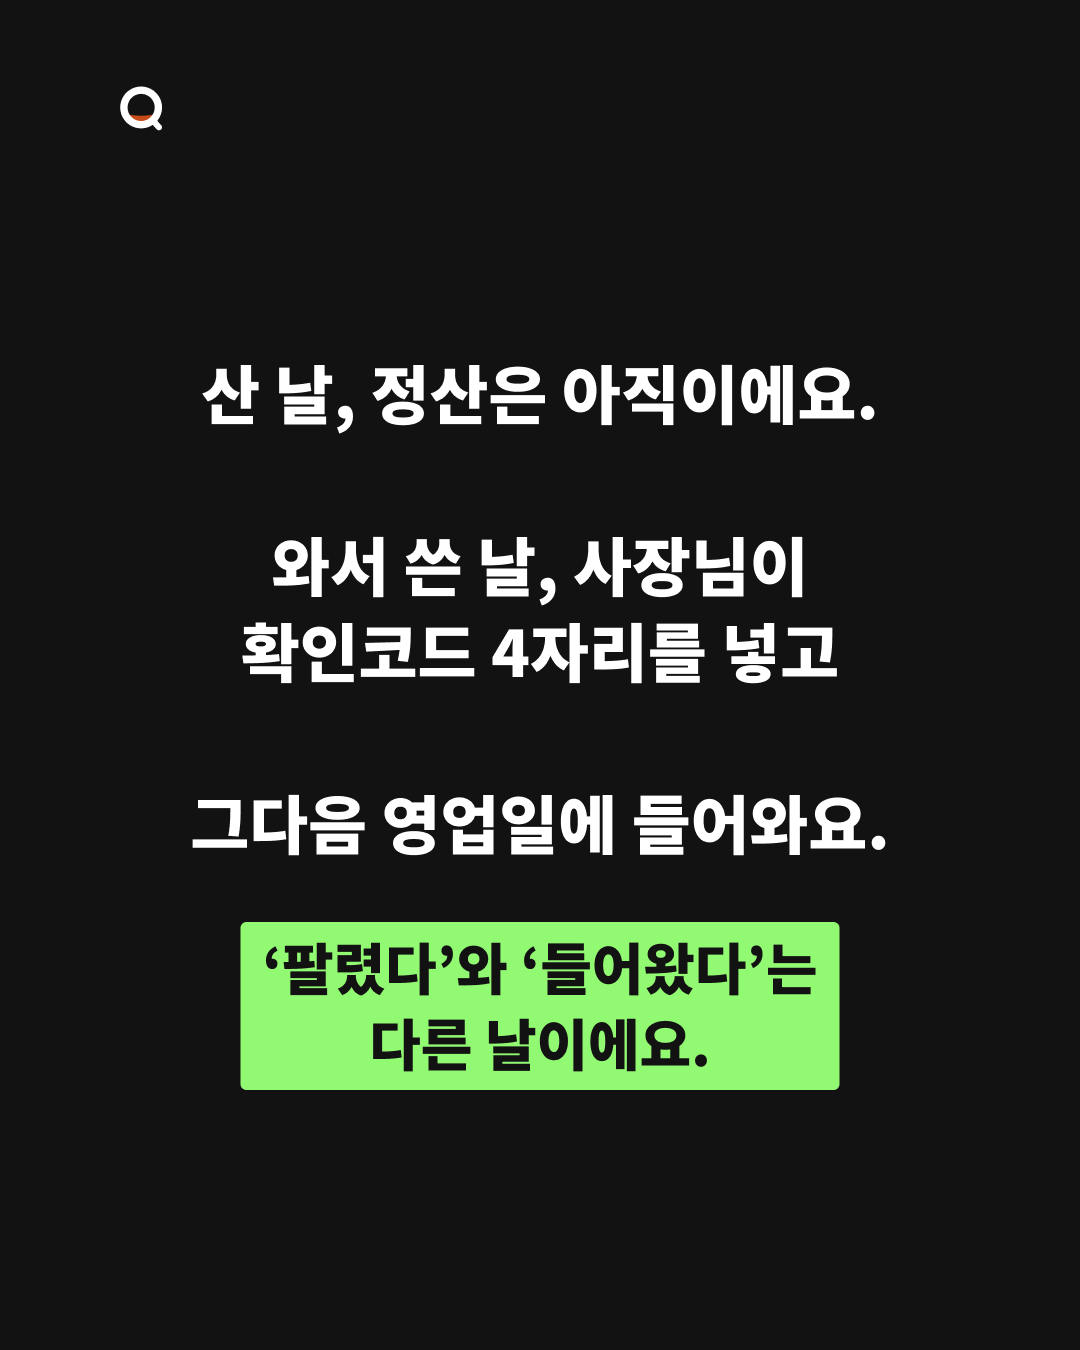 산 날, 정산은 아직이에요.
와서 쓴 날, 사장님이
확인코드 4자리를 넣고
그다음 영업일에 들어와요.
‘팔렸다’와 ‘들어왔다’는
다른 날이에요.